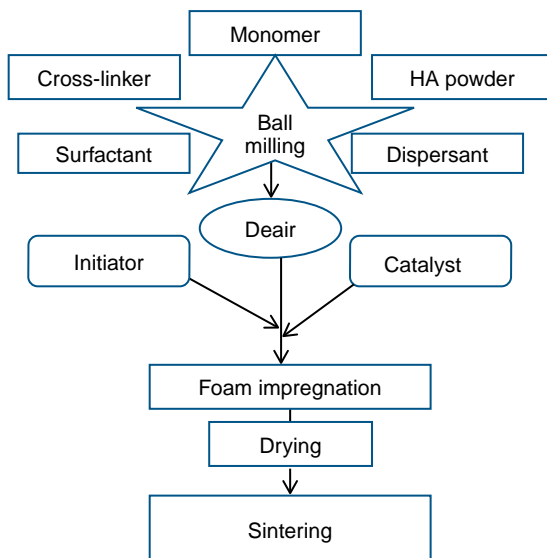 Monomer
Cross-linker
HA powder
Ball
milling
Surfactant
Dispersant
Deair
Initiator
Catalyst
Foam impregnation
Drying
Sintering